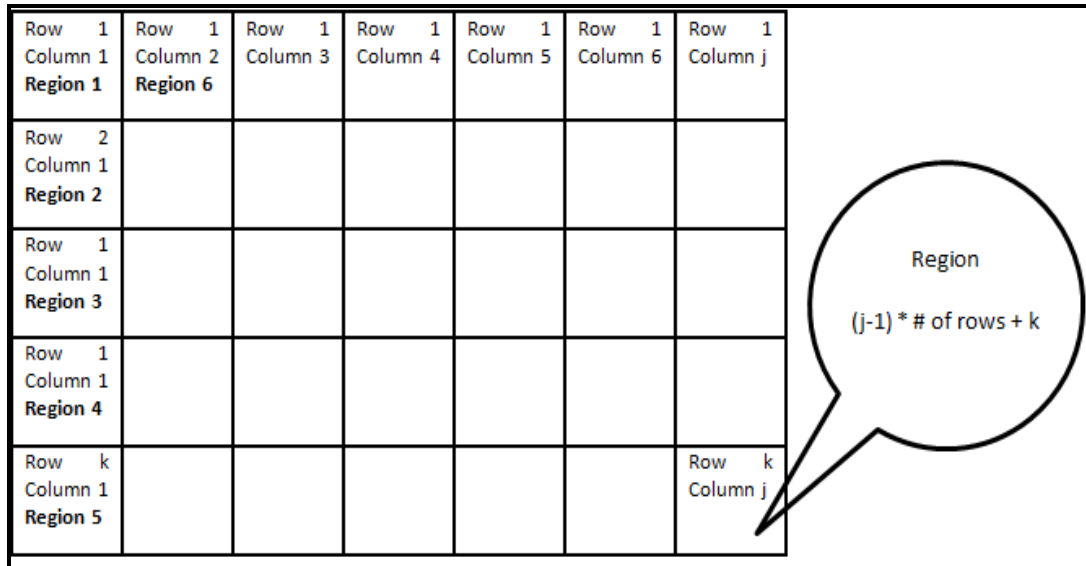 Row 1
Column 1
Region 1
Row 1
Column 2
Region 6
Row 1
Column 3
Row 1
Column 4
Row 1
Column 5
Row 1
Column 6
Row 1
Column j
Row 2
Column 1
Region 2
Row 1
Column 1
Region 3
Row 1
Column 1
Region 4
Row k
Column 1
Region 5
Row k
Column j
Region
(j-1) * # of rows + k